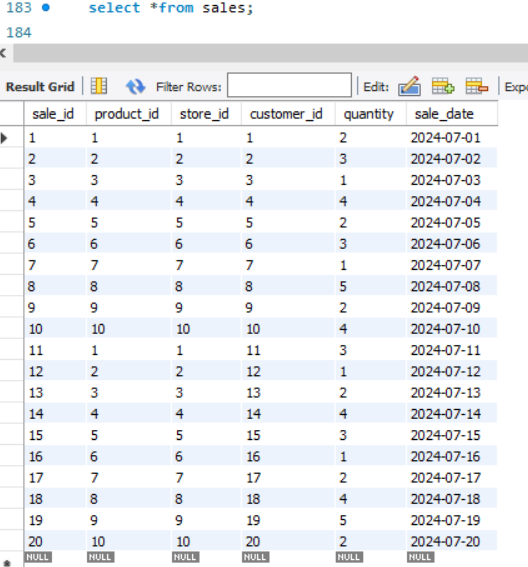 183 select *from sales;
184
Result Grid Filter Rows: Edit: Expo
sale_id product_id store_id customer_id quantity sale_date
1 1 1 1 2 2024-07-01
2 2 2 2 3 2024-07-02
3 3 3 3 1 2024-07-03
4 4 4 4 4 2024-07-04
5 5 5 5 2 2024-07-05
6 6 6 6 3 2024-07-06
7 7 7 7 1 2024-07-07
8 8 8 8 5 2024-07-08
9 9 9 9 2 2024-07-09
10 10 10 10 4 2024-07-10
11 1 1 11 3 2024-07-11
12 2 2 12 1 2024-07-12
13 3 3 13 2 2024-07-13
14 4 4 14 4 2024-07-14
15 5 5 15 3 2024-07-15
16 6 6 16 1 2024-07-16
17 7 7 17 2 2024-07-17
18 8 8 18 4 2024-07-18
19 9 9 19 5 2024-07-19
20 10 10 20 2 2024-07-20
NULL NULL NULL NULL NULL NULL